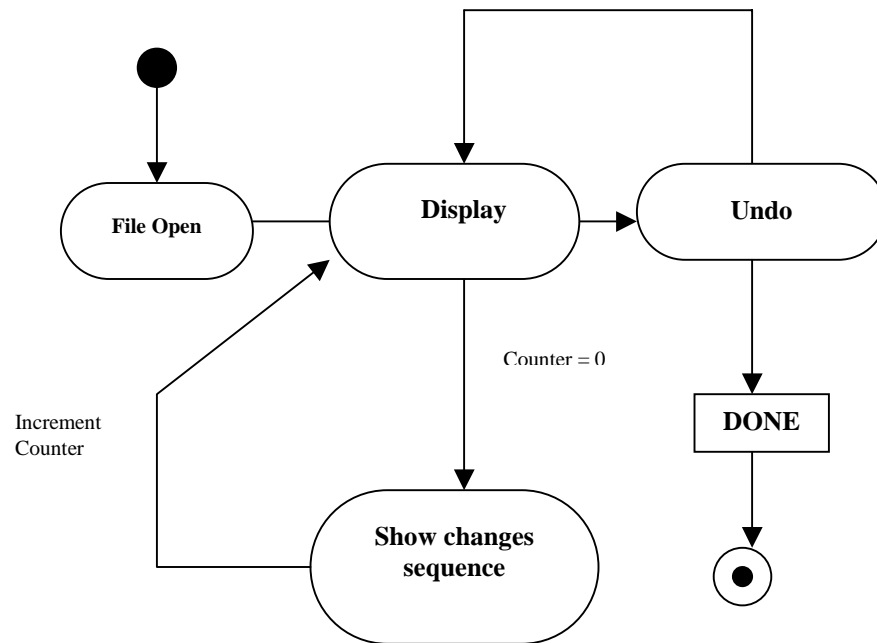 File Open
Display
Undo
Counter = 0
Increment
Counter
DONE
Show changes
sequence